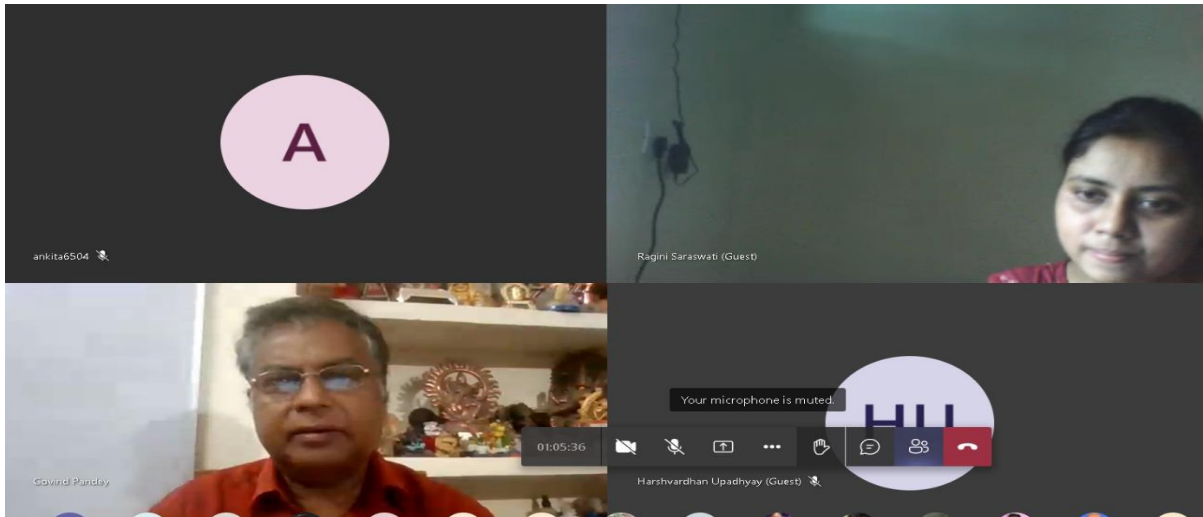 A
ankita6504
Ragini Saraswati (Guest)
Govind Pandey
Your microphone is muted.
HU
01:05:36
Harshvardhan Upadhyay (Guest)